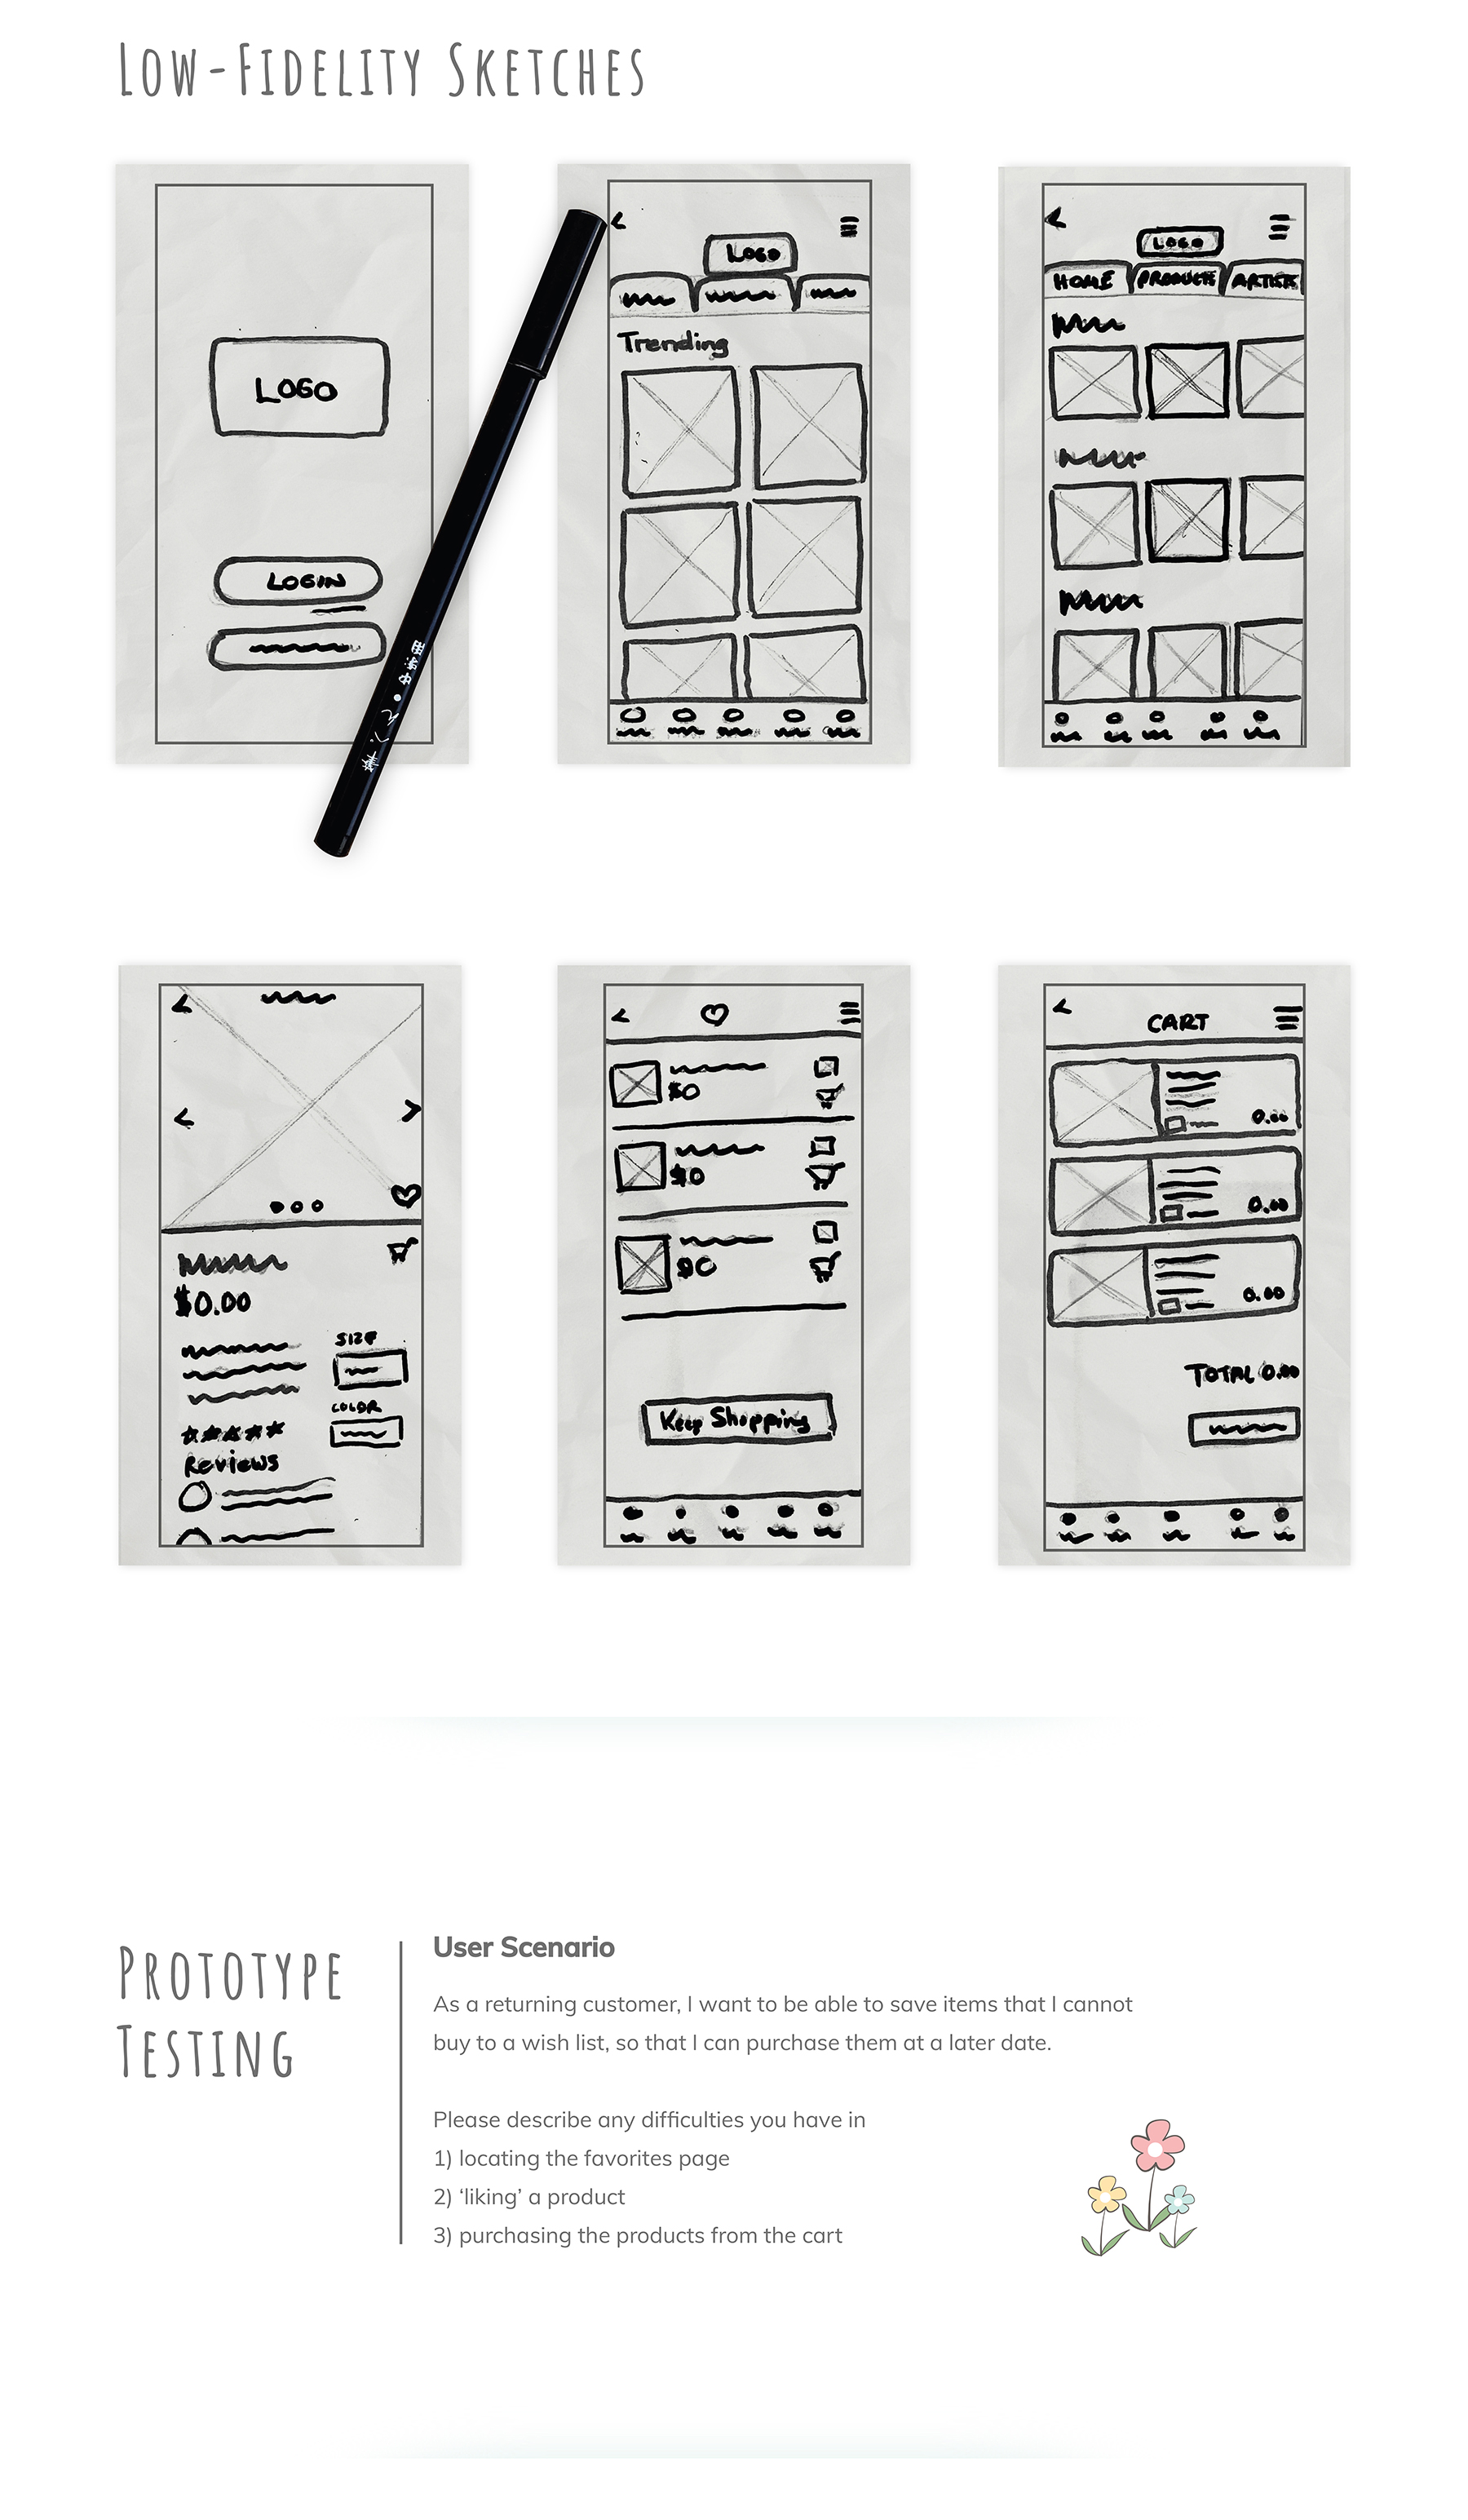 Low-Fidelity Sketches
LOGO
LOGIN
LOGO
Trending
LOGO
HOME PRODUCTS ARTISTS
$0.00
SIZE
COLOR
Reviews
$0
$0
$0
Keep Shopping
CART
0.00
0.00
0.00
TOTAL 0.00
Prototype
Testing
User Scenario
As a returning customer, I want to be able to save items that I cannot
buy to a wish list, so that I can purchase them at a later date.
Please describe any difficulties you have in
1) locating the favorites page
2) ‘liking’ a product
3) purchasing the products from the cart